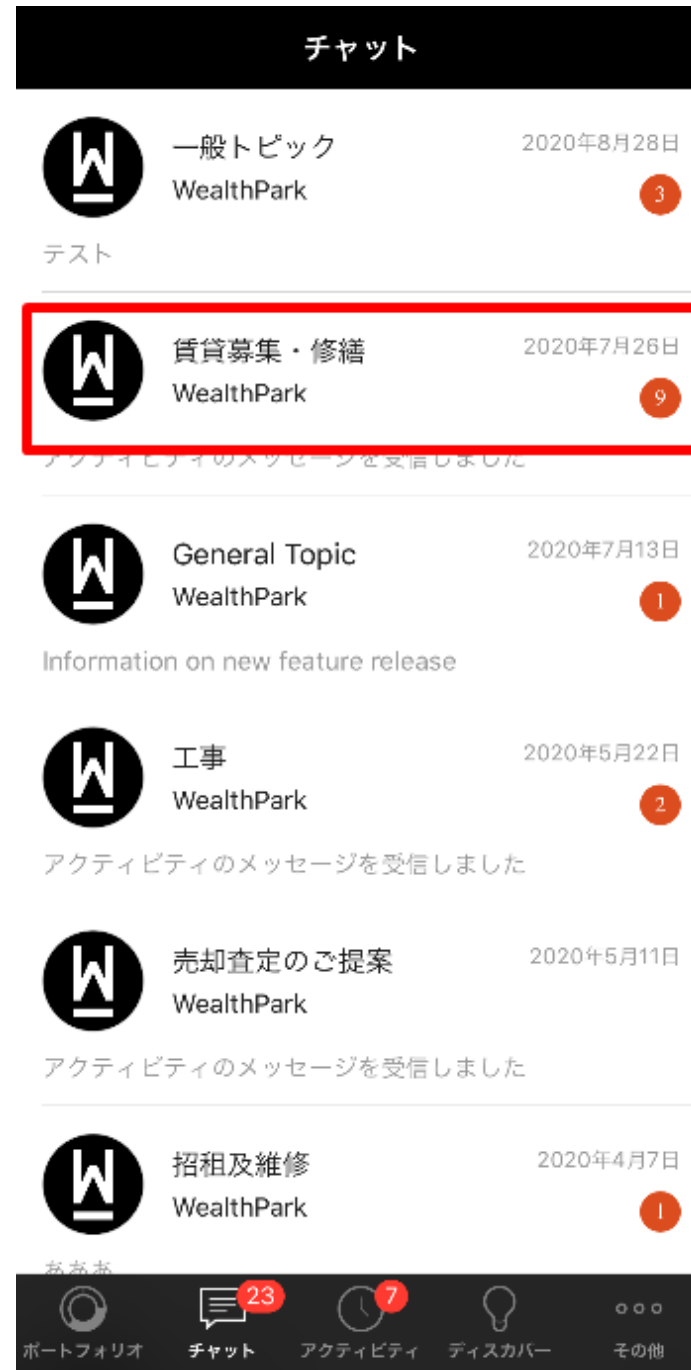 チャット
一般トピック 2020年8月28日
WealthPark 3
テスト
賃貸募集・修繕 2020年7月26日
WealthPark 9
アクティビティのメッセージを受信しました
General Topic 2020年7月13日
WealthPark 1
Information on new feature release
工事 2020年5月22日
WealthPark 2
アクティビティのメッセージを受信しました
売却査定のご提案 2020年5月11日
WealthPark
アクティビティのメッセージを受信しました
招租及維修 2020年4月7日
WealthPark 1
あああ
23 7
ポートフォリオ チャット アクティビティ ディスカバー その他